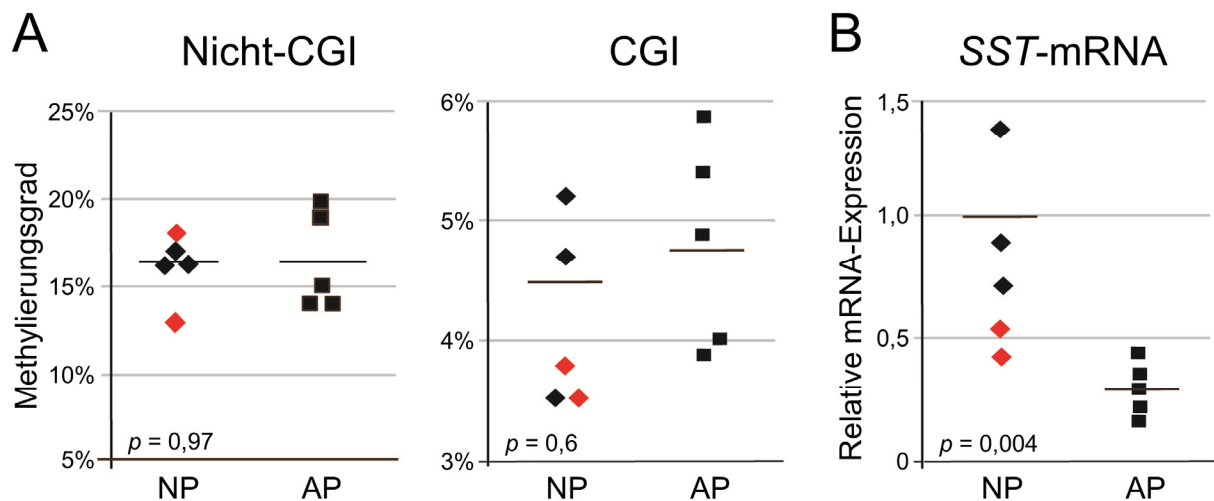 A
Nicht-CGI
Methylierungsgrad
25%
20%
15%
10%
5%
p = 0,97
NP
AP
CGI
6%
5%
4%
3%
p = 0,6
NP
AP
B
SST-mRNA
Relative mRNA-Expression
1,5
1,0
0,5
0
p = 0,004
NP
AP